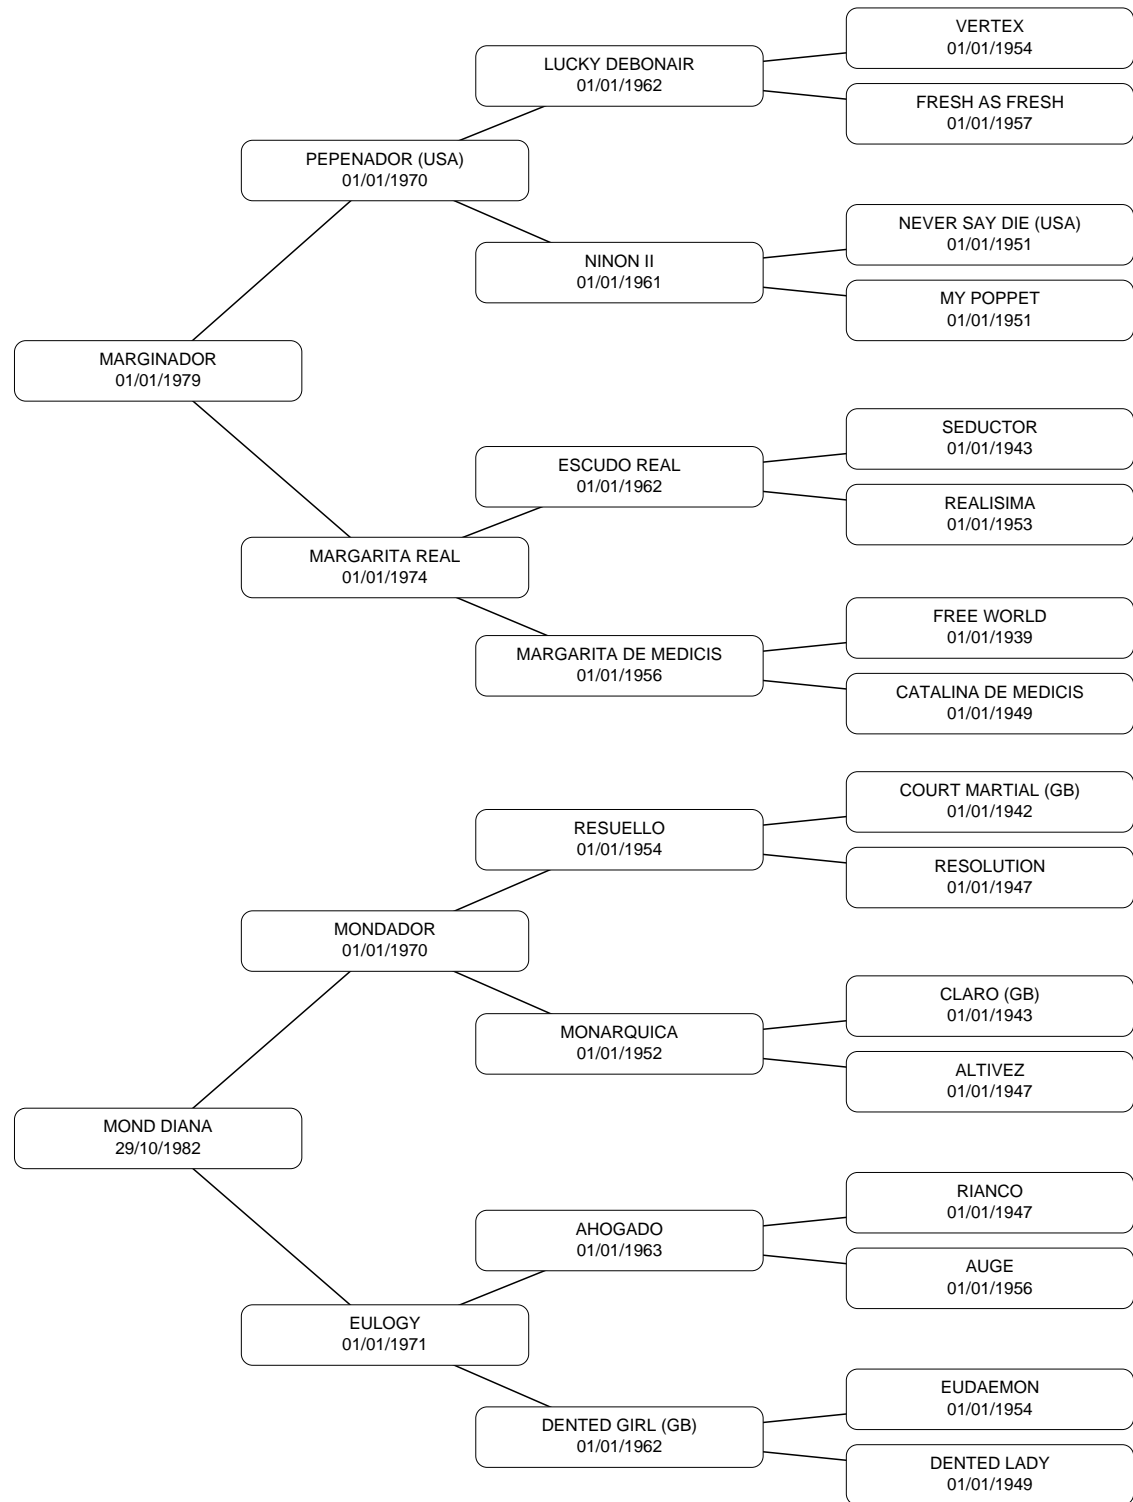 VERTEX
01/01/1954
LUCKY DEBONAIR
01/01/1962
FRESH AS FRESH
01/01/1957
PEPENADOR (USA)
01/01/1970
NEVER SAY DIE (USA)
01/01/1951
NINON II
01/01/1961
MY POPPET
01/01/1951
MARGINADOR
01/01/1979
SEDUCTOR
01/01/1943
ESCUDO REAL
01/01/1962
REALISIMA
01/01/1953
MARGARITA REAL
01/01/1974
FREE WORLD
01/01/1939
MARGARITA DE MEDICIS
01/01/1956
CATALINA DE MEDICIS
01/01/1949
COURT MARTIAL (GB)
01/01/1942
RESUELLO
01/01/1954
RESOLUTION
01/01/1947
MONDADOR
01/01/1970
CLARO (GB)
01/01/1943
MONARQUICA
01/01/1952
ALTIVEZ
01/01/1947
MOND DIANA
29/10/1982
RIANCO
01/01/1947
AHOGADO
01/01/1963
AUGE
01/01/1956
EULOGY
01/01/1971
EUDAEMON
01/01/1954
DENTED GIRL (GB)
01/01/1962
DENTED LADY
01/01/1949